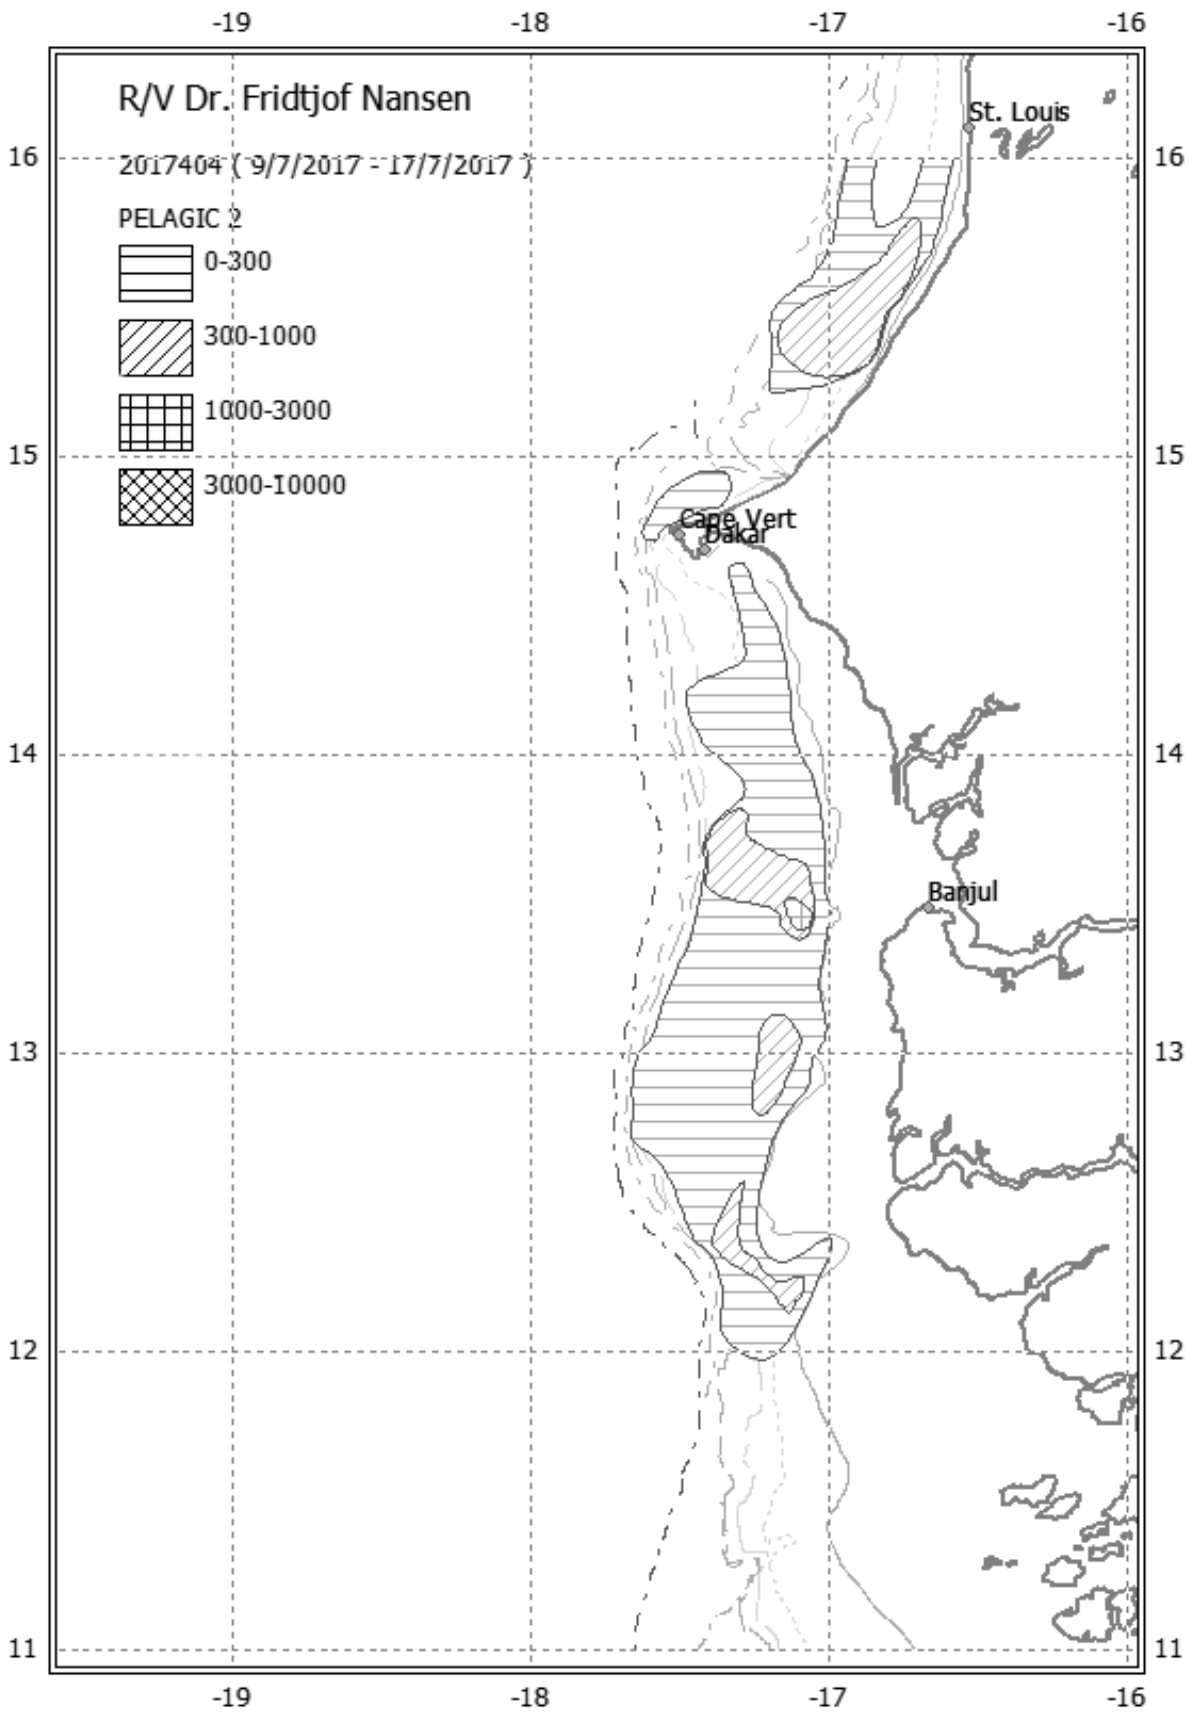 -19 -18 -17 -16
R/V Dr. Fridtjof Nansen
St. Louis
16 2017404 ( 9/7/2017 - 17/7/2017 ) 16
PELAGIC 2
0-300
300-1000
1000-3000
15 15
3000-10000
Cape Vert
Dakar
14 14
Banjul
13 13
12 12
11 11
-19 -18 -17 -16